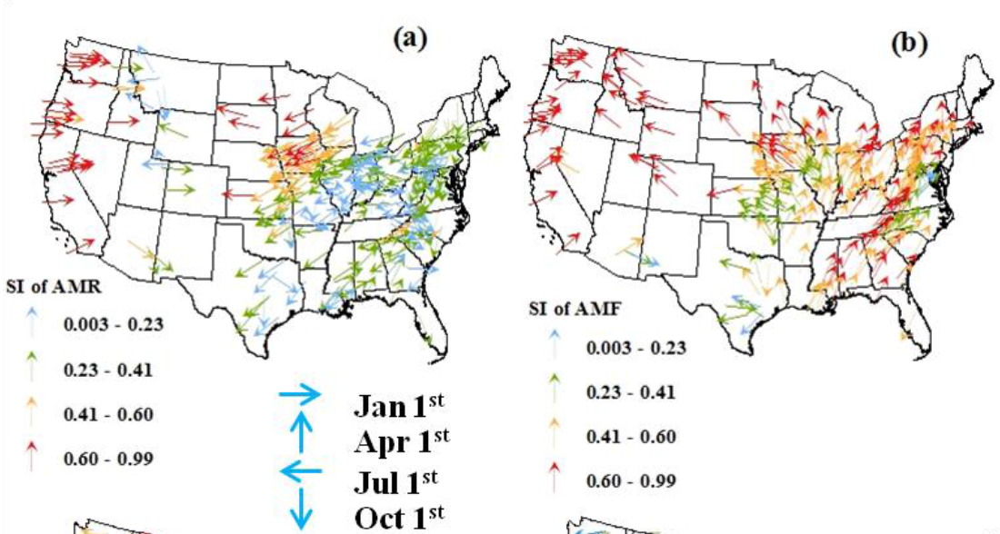 (a)
(b)
SI of AMR
0.003 - 0.23
0.23 - 0.41
0.41 - 0.60
0.60 - 0.99
Jan 1st
Apr 1st
Jul 1st
Oct 1st
SI of AMF
0.003 - 0.23
0.23 - 0.41
0.41 - 0.60
0.60 - 0.99